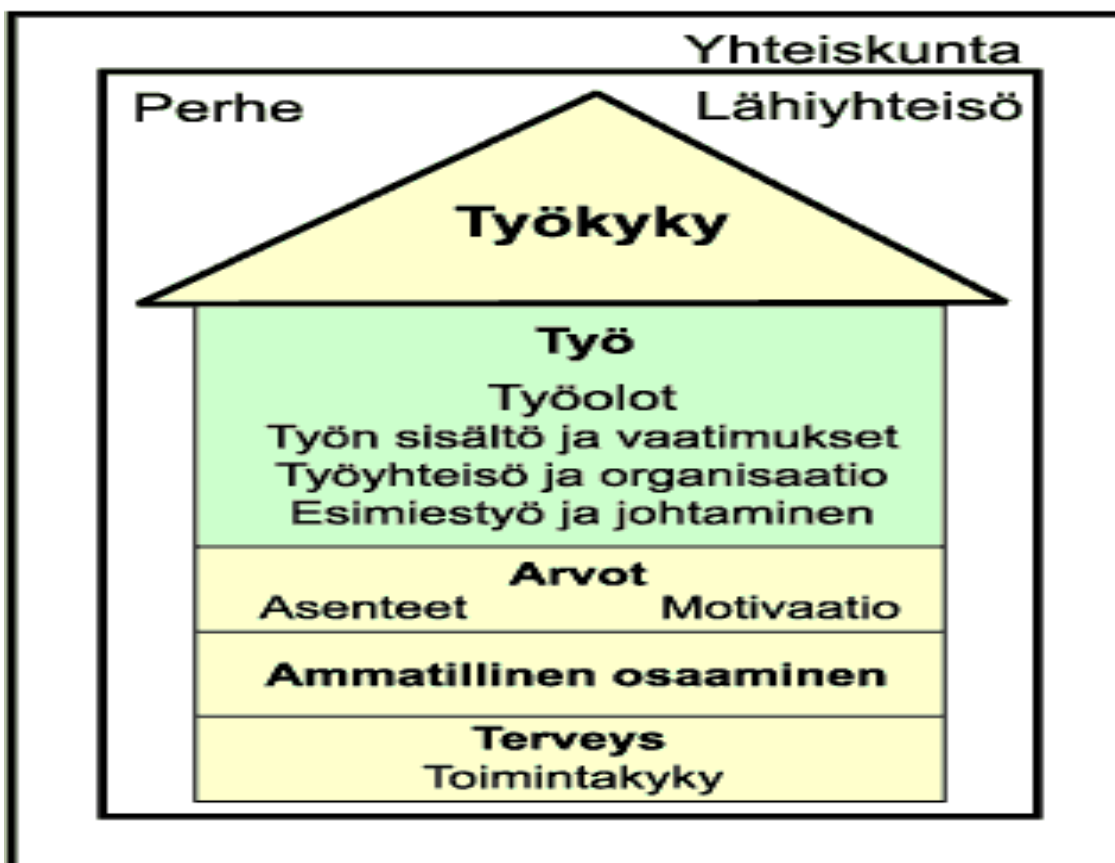 Yhteiskunta
Perhe Lähiyhteisö
Työkyky
Työ
Työolot
Työn sisältö ja vaatimukset
Työyhteisö ja organisaatio
Esimiestyö ja johtaminen
Arvot
Asenteet Motivaatio
Ammatillinen osaaminen
Terveys
Toimintakyky